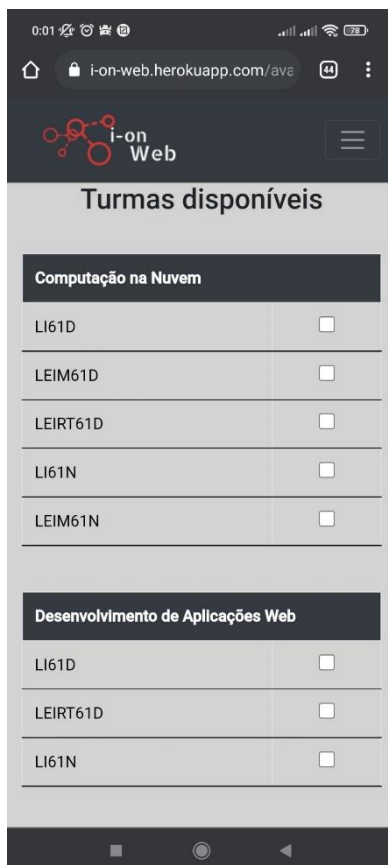 0:01
78
i-on-web.herokuapp.com/ava
44
i-on
Web
Turmas disponíveis
Computação na Nuvem
LI61D
LEIM61D
LEIRT61D
LI61N
LEIM61N
Desenvolvimento de Aplicações Web
LI61D
LEIRT61D
LI61N